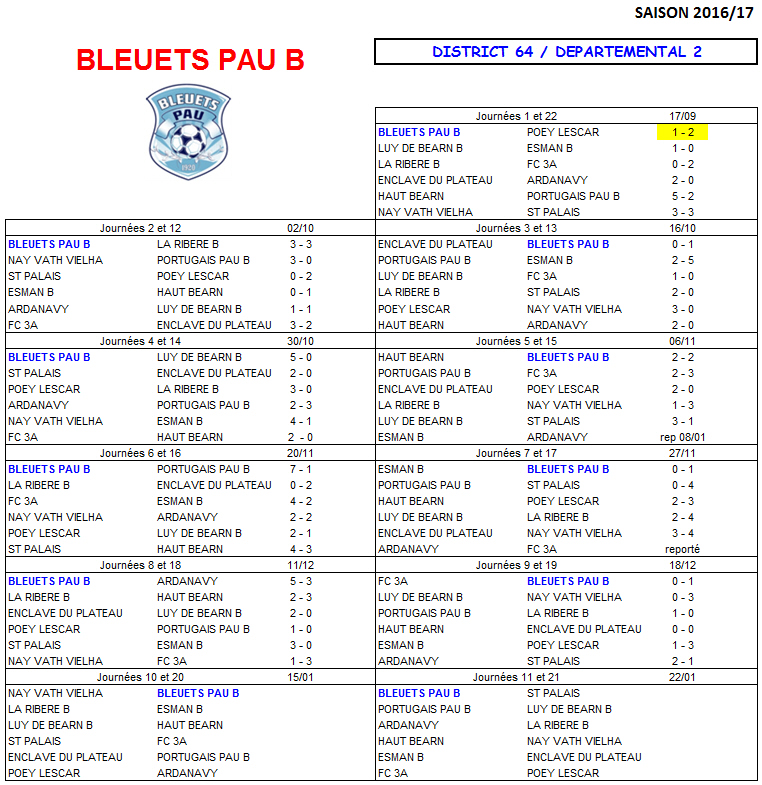 SAISON 2016/17
BLEUETS PAU B
DISTRICT 64 / DEPARTEMENTAL 2
BLEUETS
PAU
1920
Journées 1 et 22 17/09
BLEUETS PAU B POEY LESCAR 1 - 2
LUY DE BEARN B ESMAN B 1 - 0
LA RIBERE B FC 3A 0 - 2
ENCLAVE DU PLATEAU ARDANAVY 2 - 0
HAUT BEARN PORTUGAIS PAU B 5 - 2
NAY VATH VIELHA ST PALAIS 3 - 3
Journées 2 et 12 02/10
BLEUETS PAU B LA RIBERE B 3 - 3
NAY VATH VIELHA PORTUGAIS PAU B 3 - 0
ST PALAIS POEY LESCAR 0 - 2
ESMAN B HAUT BEARN 0 - 1
ARDANAVY LUY DE BEARN B 1 - 1
FC 3A ENCLAVE DU PLATEAU 3 - 2
Journées 3 et 13 16/10
ENCLAVE DU PLATEAU BLEUETS PAU B 0 - 1
PORTUGAIS PAU B ESMAN B 2 - 5
LUY DE BEARN B FC 3A 1 - 0
LA RIBERE B ST PALAIS 2 - 0
POEY LESCAR NAY VATH VIELHA 3 - 0
HAUT BEARN ARDANAVY 2 - 0
Journées 4 et 14 30/10
BLEUETS PAU B LUY DE BEARN B 5 - 0
ST PALAIS ENCLAVE DU PLATEAU 2 - 0
POEY LESCAR LA RIBERE B 3 - 0
ARDANAVY PORTUGAIS PAU B 2 - 3
NAY VATH VIELHA ESMAN B 4 - 1
FC 3A HAUT BEARN 2 - 0
Journées 5 et 15 06/11
HAUT BEARN BLEUETS PAU B 2 - 2
PORTUGAIS PAU B FC 3A 2 - 3
ENCLAVE DU PLATEAU POEY LESCAR 2 - 0
LA RIBERE B NAY VATH VIELHA 1 - 3
LUY DE BEARN B ST PALAIS 3 - 1
ESMAN B ARDANAVY rep 08/01
Journées 6 et 16 20/11
BLEUETS PAU B PORTUGAIS PAU B 7 - 1
LA RIBERE B ENCLAVE DU PLATEAU 0 - 2
FC 3A ESMAN B 4 - 2
NAY VATH VIELHA ARDANAVY 2 - 2
POEY LESCAR LUY DE BEARN B 2 - 1
ST PALAIS HAUT BEARN 4 - 3
Journées 7 et 17 27/11
ESMAN B BLEUETS PAU B 0 - 1
PORTUGAIS PAU B ST PALAIS 0 - 4
HAUT BEARN POEY LESCAR 2 - 3
LUY DE BEARN B LA RIBERE B 2 - 4
ENCLAVE DU PLATEAU NAY VATH VIELHA 3 - 4
ARDANAVY FC 3A reporté
Journées 8 et 18 11/12
BLEUETS PAU B ARDANAVY 5 - 3
LA RIBERE B HAUT BEARN 2 - 3
ENCLAVE DU PLATEAU LUY DE BEARN B 2 - 0
POEY LESCAR PORTUGAIS PAU B 1 - 0
ST PALAIS ESMAN B 3 - 0
NAY VATH VIELHA FC 3A 1 - 3
Journées 9 et 19 18/12
FC 3A BLEUETS PAU B 0 - 1
LUY DE BEARN B NAY VATH VIELHA 0 - 3
PORTUGAIS PAU B LA RIBERE B 1 - 0
HAUT BEARN ENCLAVE DU PLATEAU 0 - 0
ESMAN B POEY LESCAR 1 - 3
ARDANAVY ST PALAIS 2 - 1
Journées 10 et 20 15/01
NAY VATH VIELHA BLEUETS PAU B
LA RIBERE B ESMAN B
LUY DE BEARN B HAUT BEARN
ST PALAIS FC 3A
ENCLAVE DU PLATEAU PORTUGAIS PAU B
POEY LESCAR ARDANAVY
Journées 11 et 21 22/01
BLEUETS PAU B ST PALAIS
PORTUGAIS PAU B LUY DE BEARN B
ARDANAVY LA RIBERE B
HAUT BEARN NAY VATH VIELHA
ESMAN B ENCLAVE DU PLATEAU
FC 3A POEY LESCAR